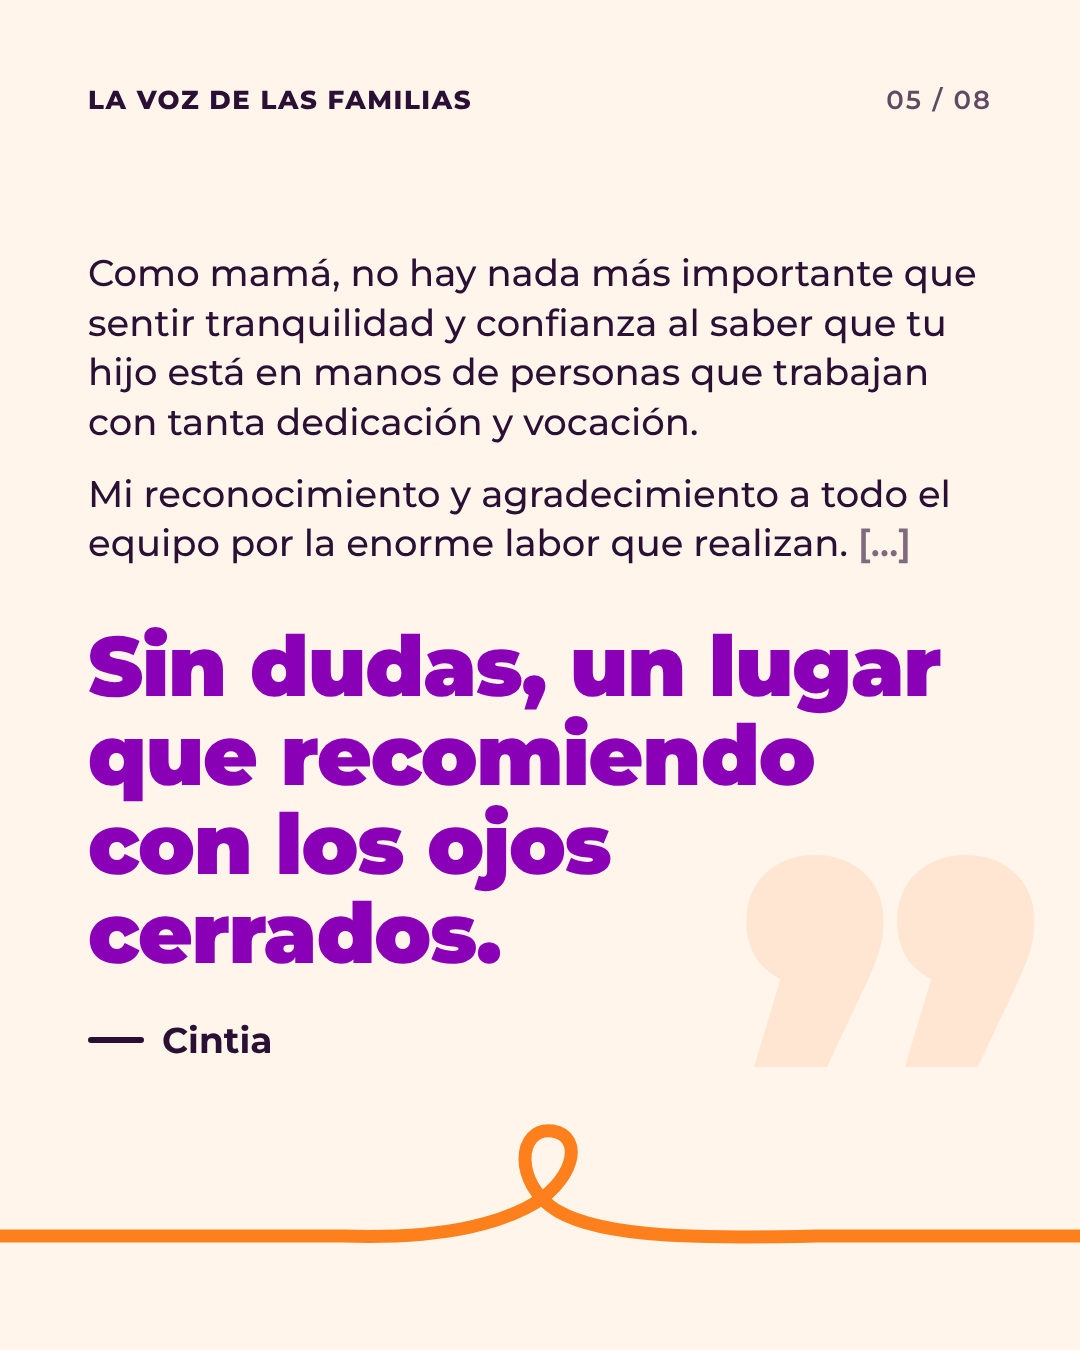 LA VOZ DE LAS FAMILIAS
05 / 08
Como mamá, no hay nada más importante que
sentir tranquilidad y confianza al saber que tu
hijo está en manos de personas que trabajan
con tanta dedicación y vocación.
Mi reconocimiento y agradecimiento a todo el
equipo por la enorme labor que realizan. [...]
Sin dudas, un lugar
que recomiendo
con los ojos
cerrados.
— Cintia